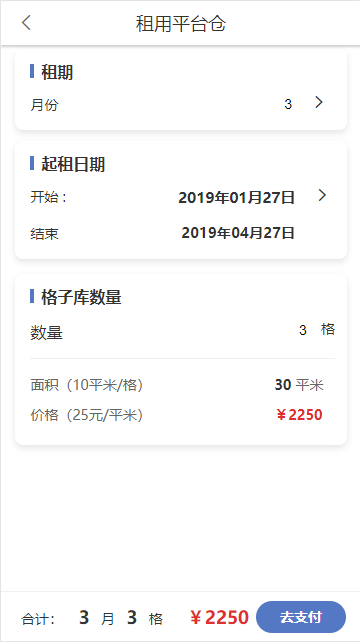 租用平台仓
租期
月份 3
起租日期
开始： 2019年01月27日
结束 2019年04月27日
格子库数量
数量 3 格
面积（10平米/格） 30 平米
价格（25元/平米） ￥2250
合计： 3 月 3 格 ￥2250 去支付